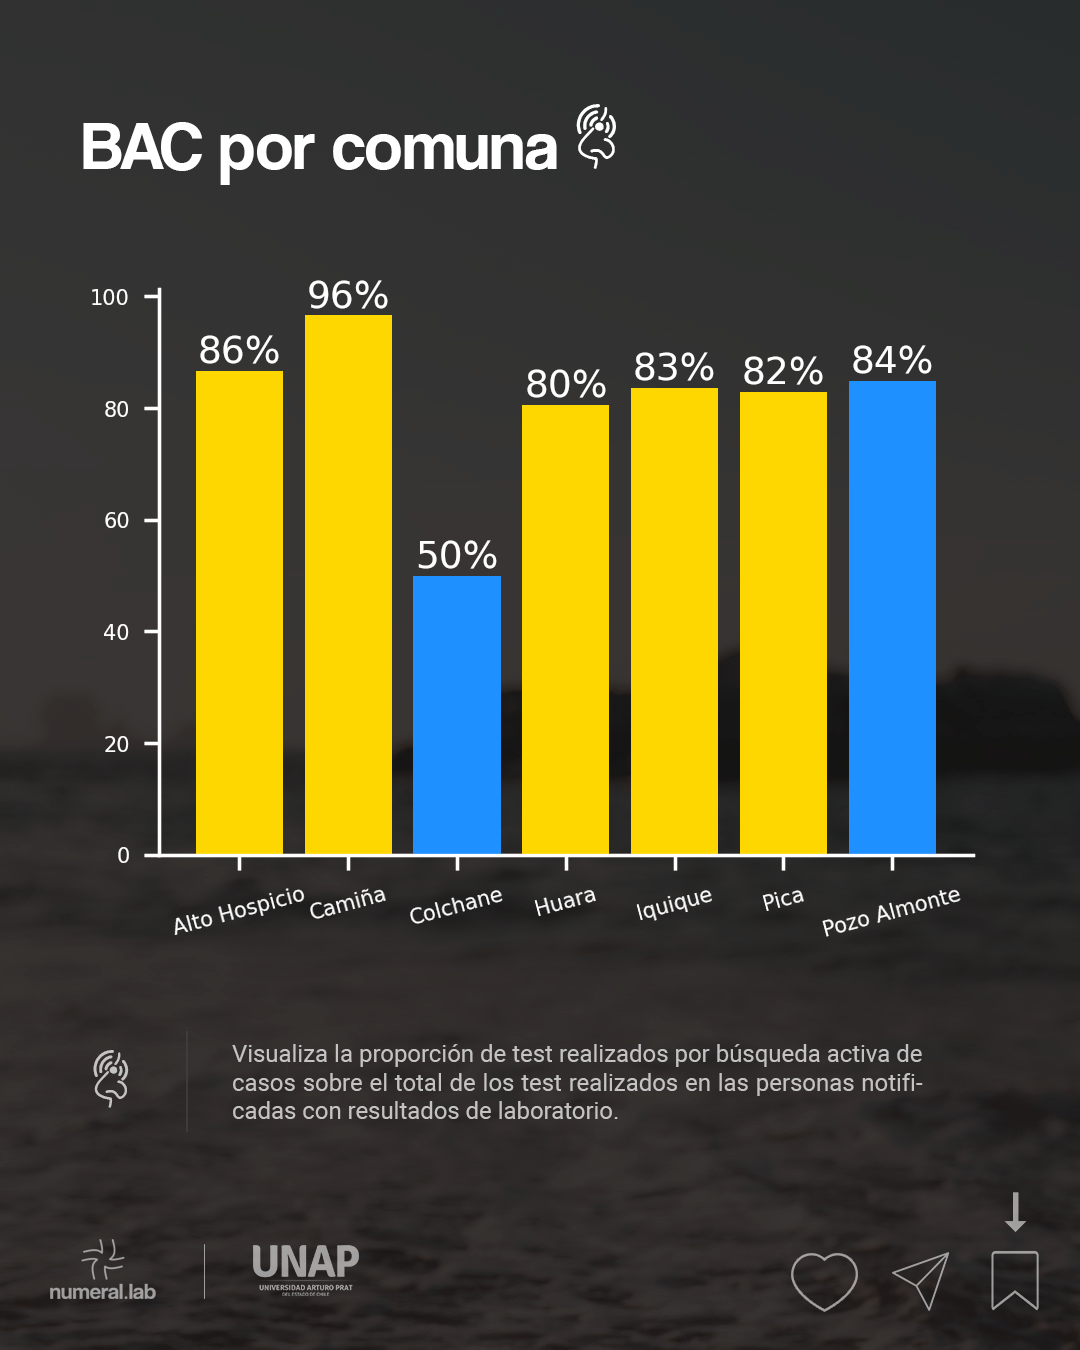 BAC por comuna
100
80
60
40
20
0
86%
96%
50%
80%
83%
82%
84%
Alto Hospicio
Camiña
Colchane
Huara
Iquique
Pica
Pozo Almonte
Visualiza la proporción de test realizados por búsqueda activa de
casos sobre el total de los test realizados en las personas notifi-
cadas con resultados de laboratorio.
numeral.lab
UNAP
UNIVERSIDAD ARTURO PRAT
DEL ESTADO DE CHILE